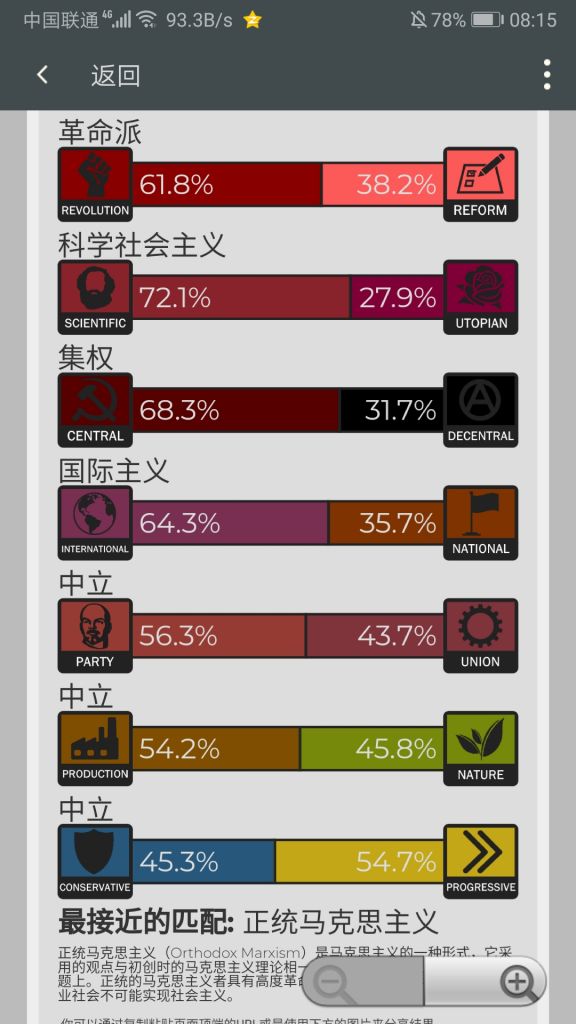 中国联通 4G 93.3B/s 78% 08:15
返回
革命派
61.8% 38.2%
REVOLUTION REFORM
科学社会主义
72.1% 27.9%
SCIENTIFIC UTOPIAN
集权
68.3% 31.7%
CENTRAL DECENTRAL
国际主义
64.3% 35.7%
INTERNATIONAL NATIONAL
中立
56.3% 43.7%
PARTY UNION
中立
54.2% 45.8%
PRODUCTION NATURE
中立
45.3% 54.7%
CONSERVATIVE PROGRESSIVE
最接近的匹配: 正统马克思主义
正统马克思主义（Orthodox Marxism）是马克思主义的一种形式，它采
用的观点与初创时的马克思主义理论相一
题上。正统的马克思主义者具有高度革命
业社会不可能实现社会主义。
你可以通过复制粘贴页面顶端的URL或是使用下方的图片来分享结果